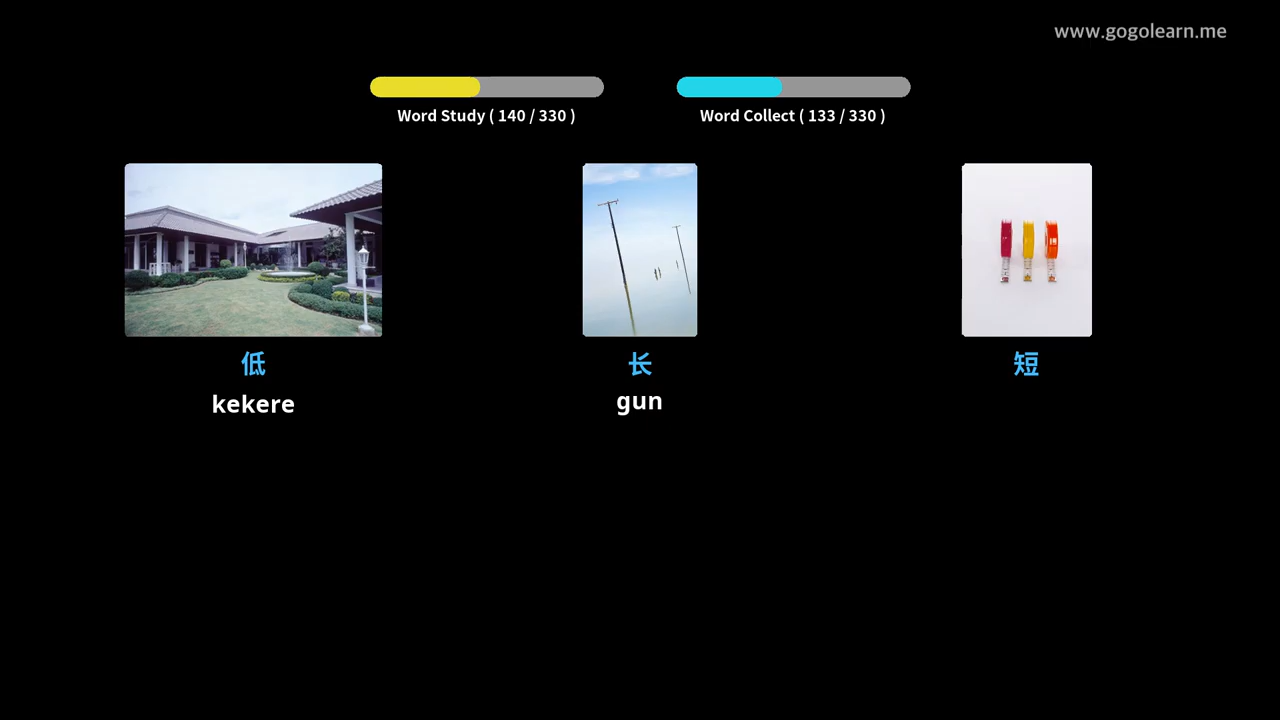 www.gogolearn.me
Word Study ( 140 / 330 )
Word Collect ( 133 / 330 )
低
kekere
长
gun
短